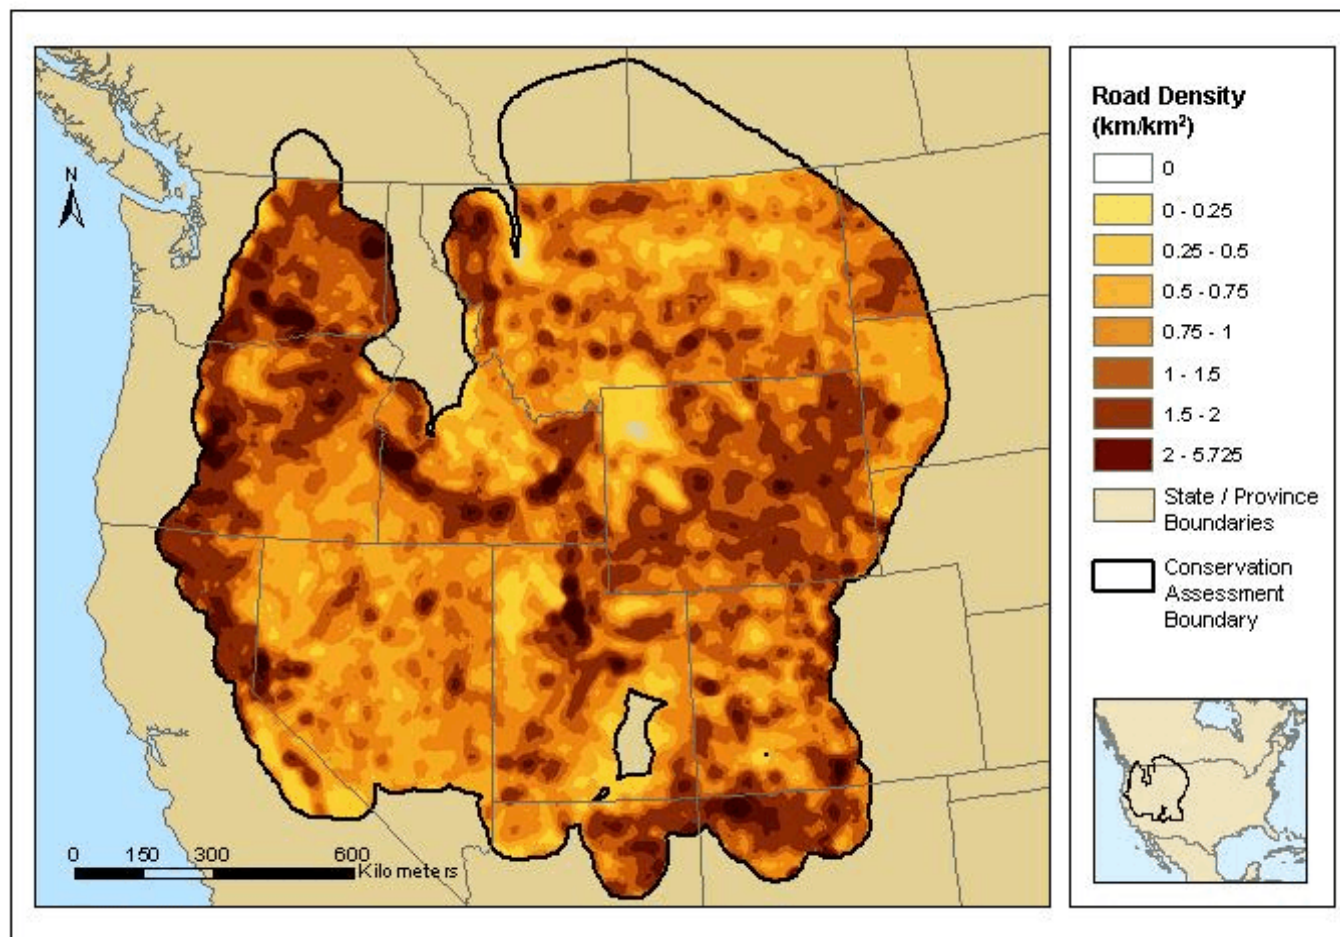 N
0 150 300 600
Kilometers
Road Density
(km/km²)
0
0 - 0.25
0.25 - 0.5
0.5 - 0.75
0.75 - 1
1 - 1.5
1.5 - 2
2 - 5.725
State / Province
Boundaries
Conservation
Assessment
Boundary